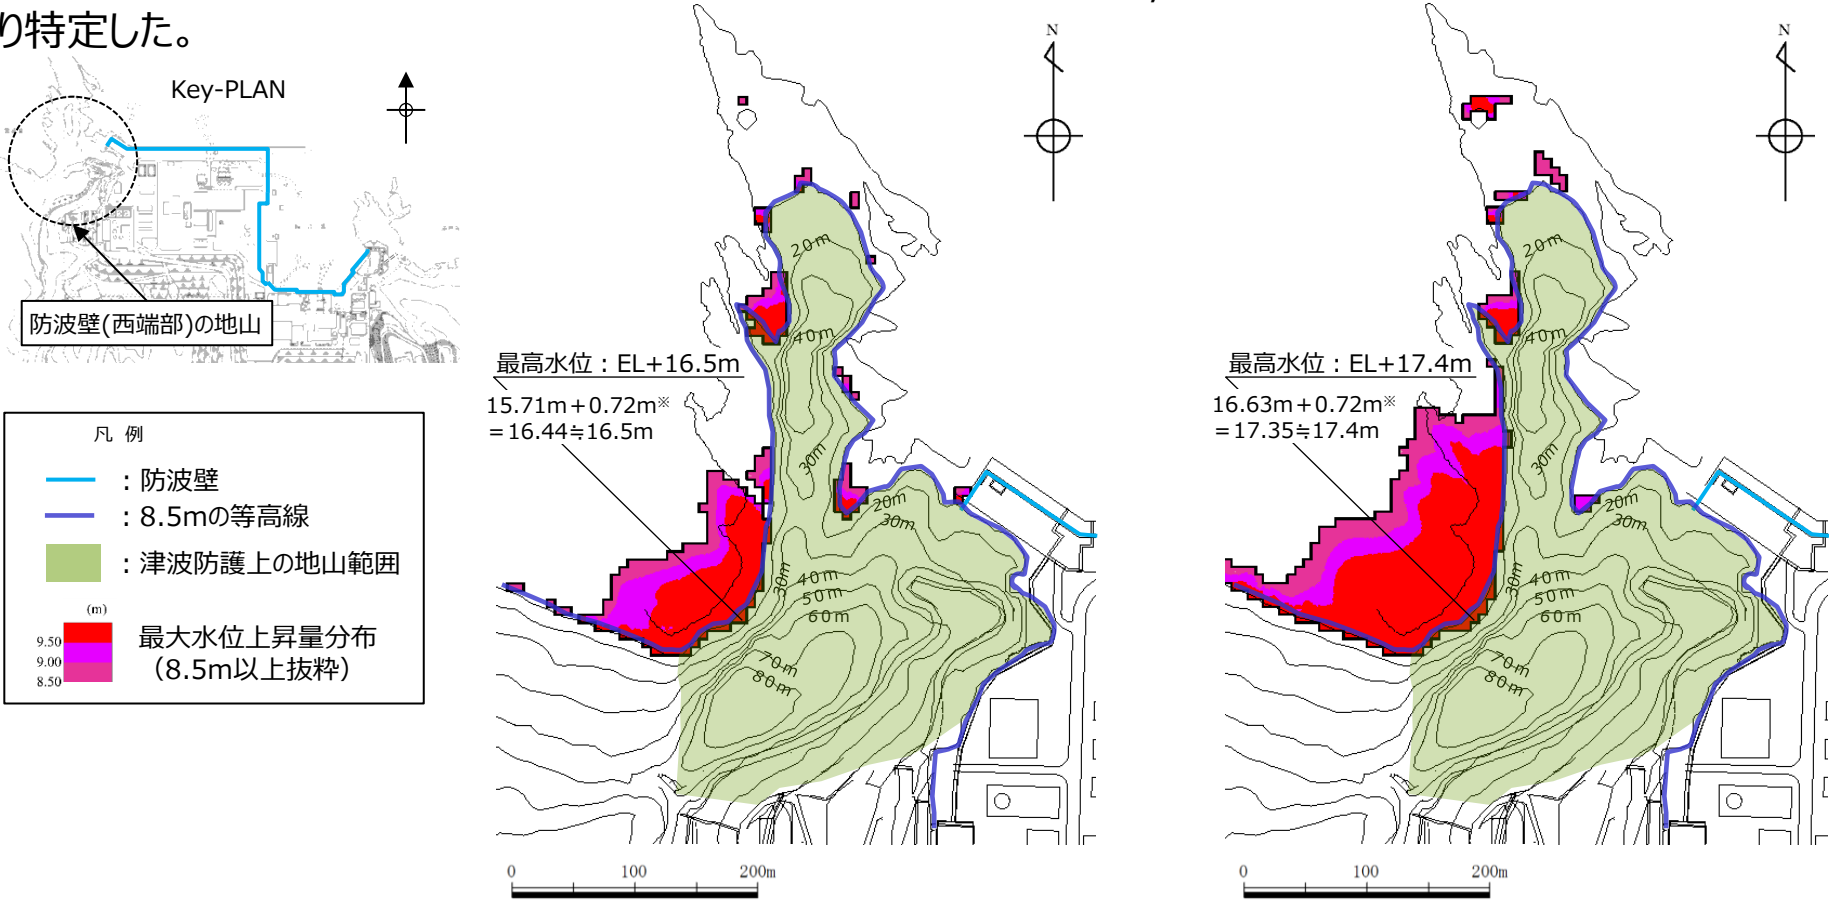 り特定した。
Key-PLAN
防波壁(西端部)の地山
凡 例
：防波壁
：8.5mの等高線
：津波防護上の地山範囲
(m)
9.50
9.00
8.50
最大水位上昇量分布
（8.5m以上抜粋）
N
最高水位：EL+16.5m
15.71m＋0.72m※
＝16.44≒16.5m
20m
40m
30m
20m
30m
30m
40m
50m
60m
70m
80m
0 100 200m
N
最高水位：EL+17.4m
16.63m＋0.72m※
＝17.35≒17.4m
20m
40m
30m
20m
30m
30m
40m
50m
60m
70m
80m
0 100 200m